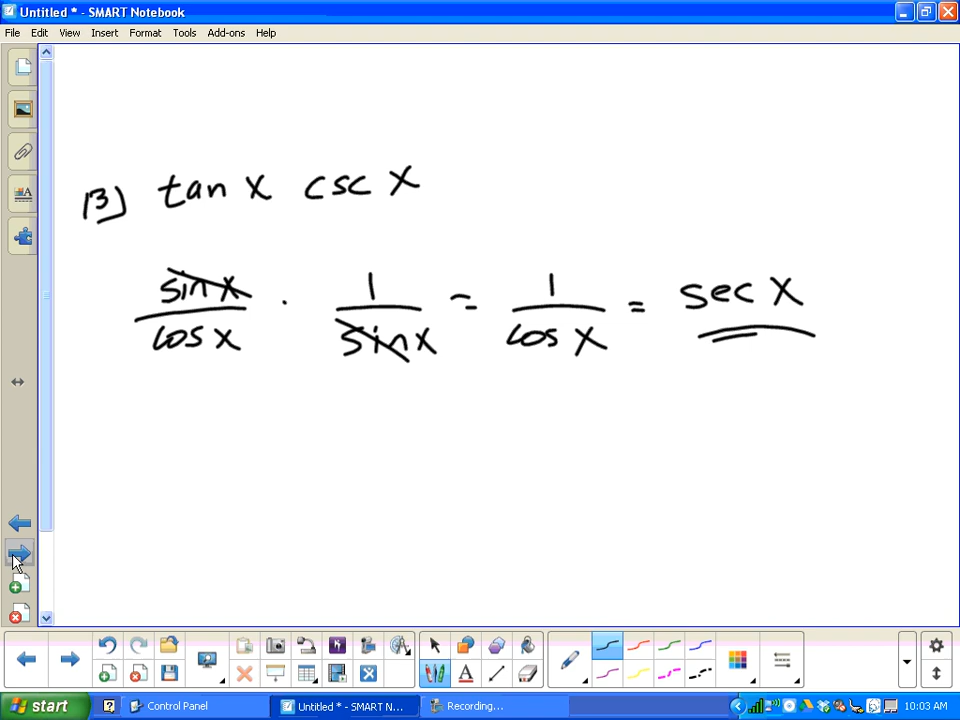 Untitled * - SMART Notebook
File Edit View Insert Format Tools Add-ons Help
13) tan x csc x
sin x / cos x · 1 / sin x = 1 / cos x = sec x
A
start
Control Panel
Untitled * - SMART N...
Recording...
10:03 AM